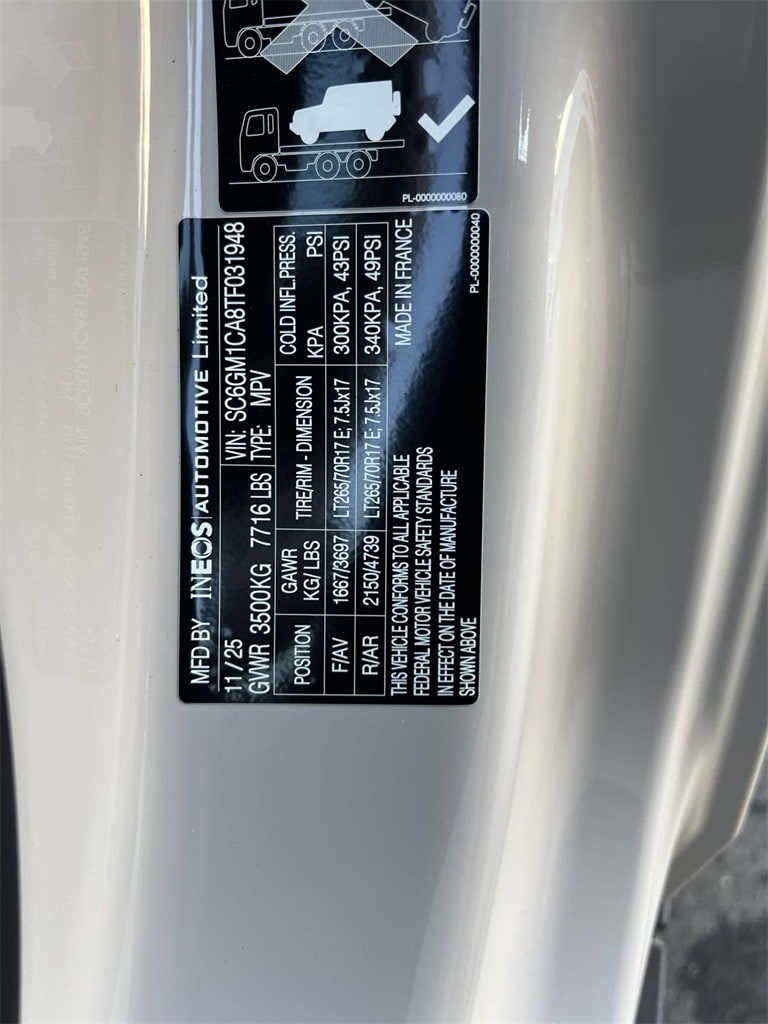 PL-0000000080
MFD BY INEOS AUTOMOTIVE Limited
11 / 25 VIN: SC6GM1CA8TF031948
GVWR 3500KG 7716 LBS TYPE: MPV
POSITION GAWR KG/ LBS TIRE/RIM - DIMENSION COLD INFL.PRESS. KPA PSI
F/AV 1667/3697 LT265/70R17 E; 7.5Jx17 300KPA, 43PSI
R/AR 2150/4739 LT265/70R17 E; 7.5Jx17 340KPA, 49PSI
THIS VEHICLE CONFORMS TO ALL APPLICABLE MADE IN FRANCE
FEDERAL MOTOR VEHICLE SAFETY STANDARDS
IN EFFECT ON THE DATE OF MANUFACTURE
SHOWN ABOVE
PL-0000000040